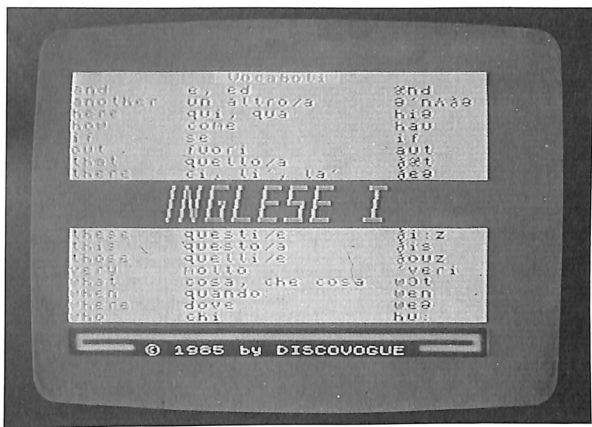 Vocaboli
and e, ed ænd
another un altro/a ə'nʌðə
here qui, qua hiə
how come hau
if se if
out fuori aut
that quello/a ðæt
there ci, li', la' ðeə
INGLESE I
these questi/e ði:z
this questo/a ðis
those quelli/e ðouz
very molto 'veri
what cosa, che cosa wɔt
when quando wen
where dove weə
who chi hu:
© 1985 by DISCOVOGUE